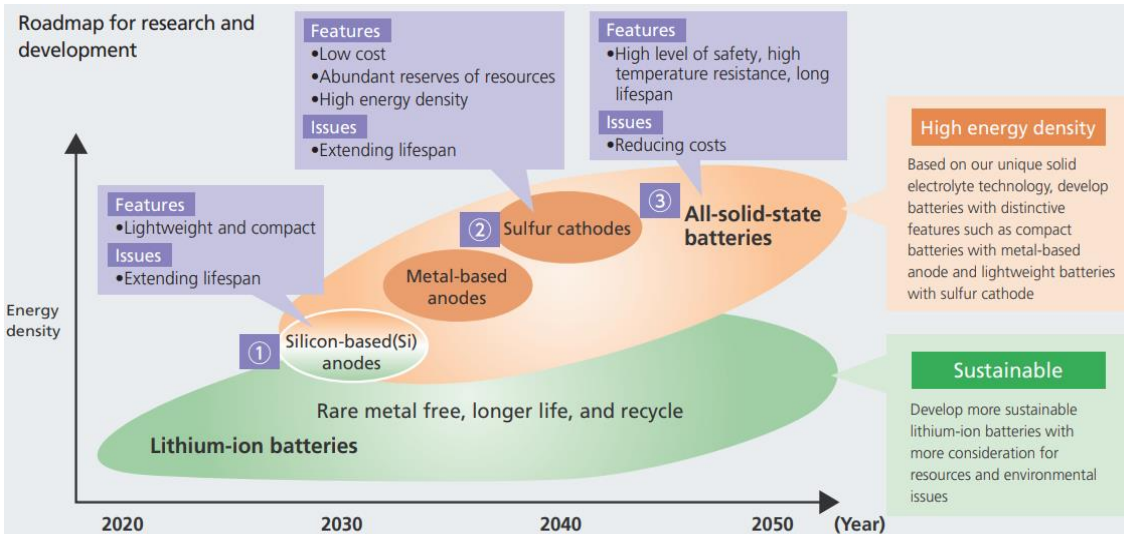 Roadmap for research and
development
Features
•Low cost
•Abundant reserves of resources
•High energy density
Issues
•Extending lifespan
Features
•High level of safety, high
temperature resistance, long
lifespan
Issues
•Reducing costs
Features
•Lightweight and compact
Issues
•Extending lifespan
Energy
density
① Silicon-based(Si)
anodes
Metal-based
anodes
② Sulfur cathodes
③ All-solid-state
batteries
Rare metal free, longer life, and recycle
Lithium-ion batteries
High energy density
Based on our unique solid
electrolyte technology, develop
batteries with distinctive
features such as compact
batteries with metal-based
anode and lightweight batteries
with sulfur cathode
Sustainable
Develop more sustainable
lithium-ion batteries with
more consideration for
resources and environmental
issues
2020 2030 2040 2050 (Year)